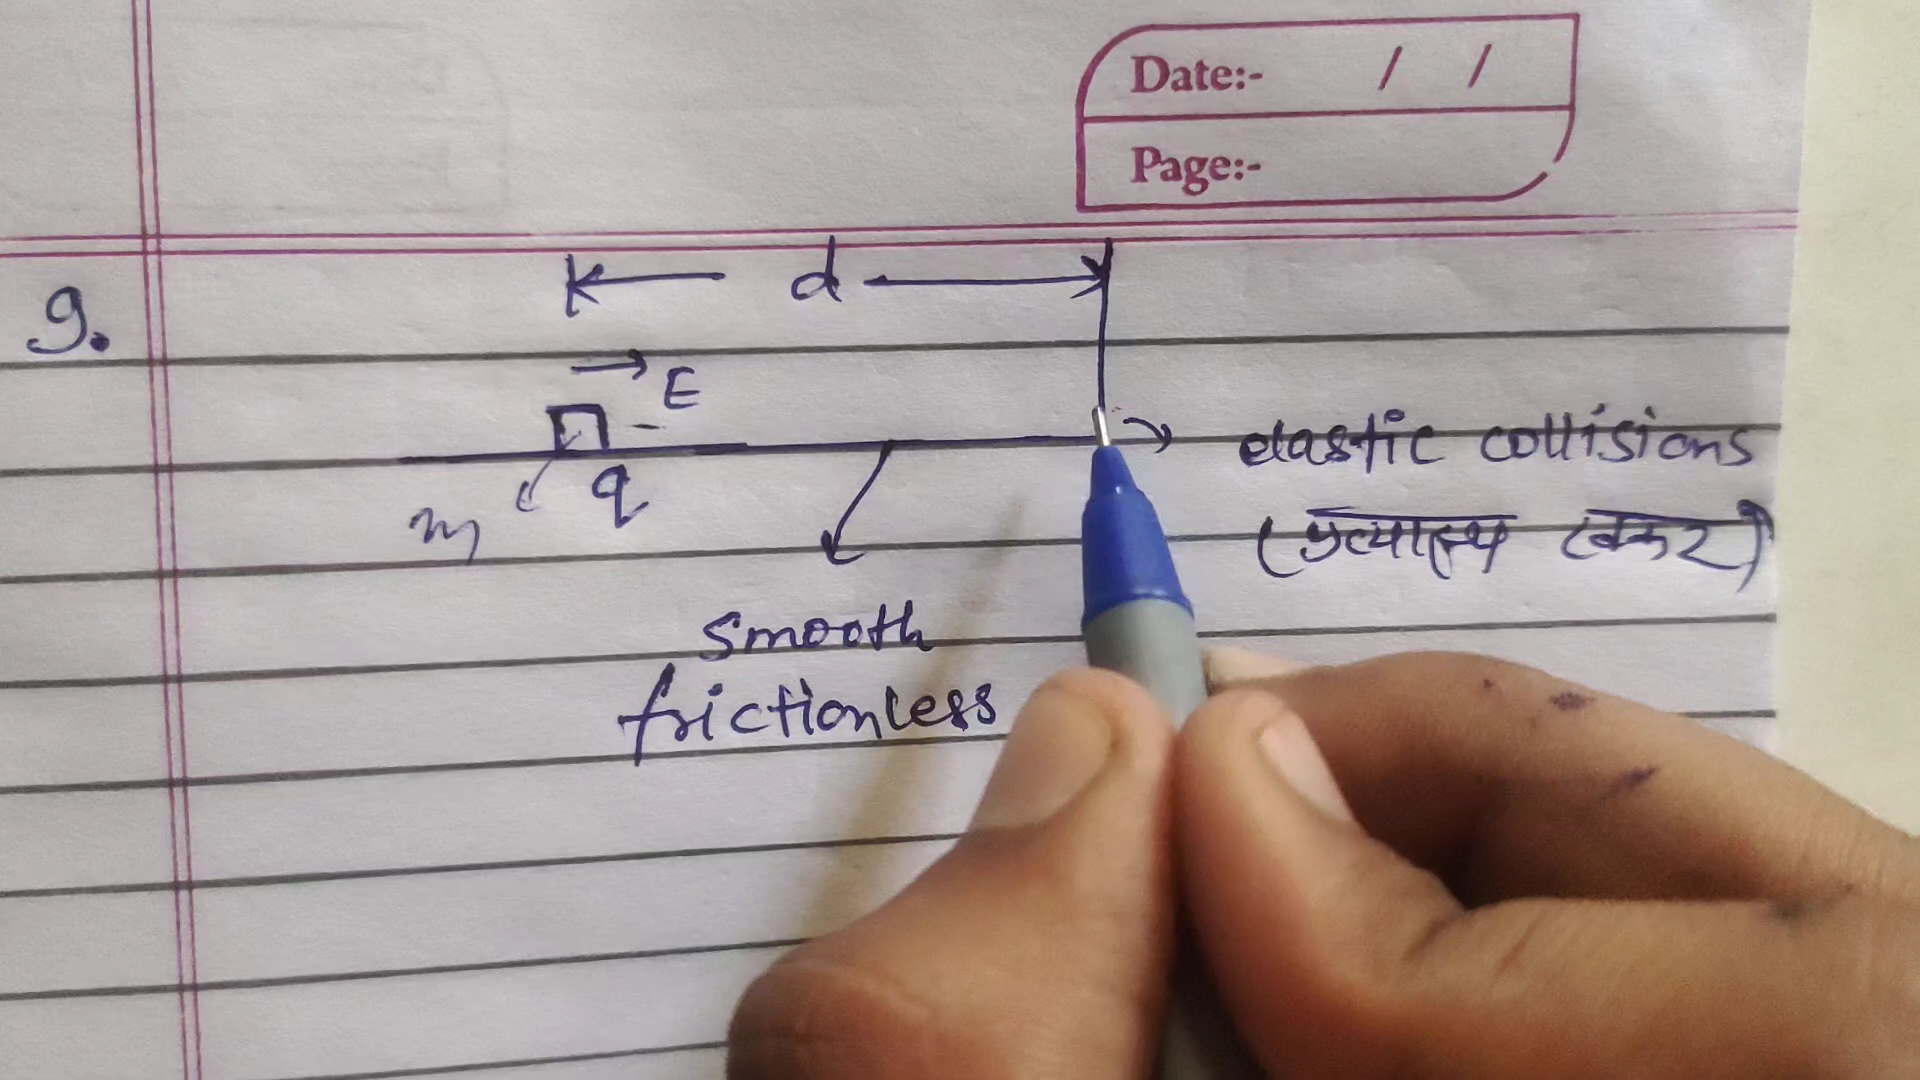 Date:- / /
Page:-
d
9.
E
q
m
elastic collisions
(प्रत्यास्थ टक्कर)
smooth
frictionless